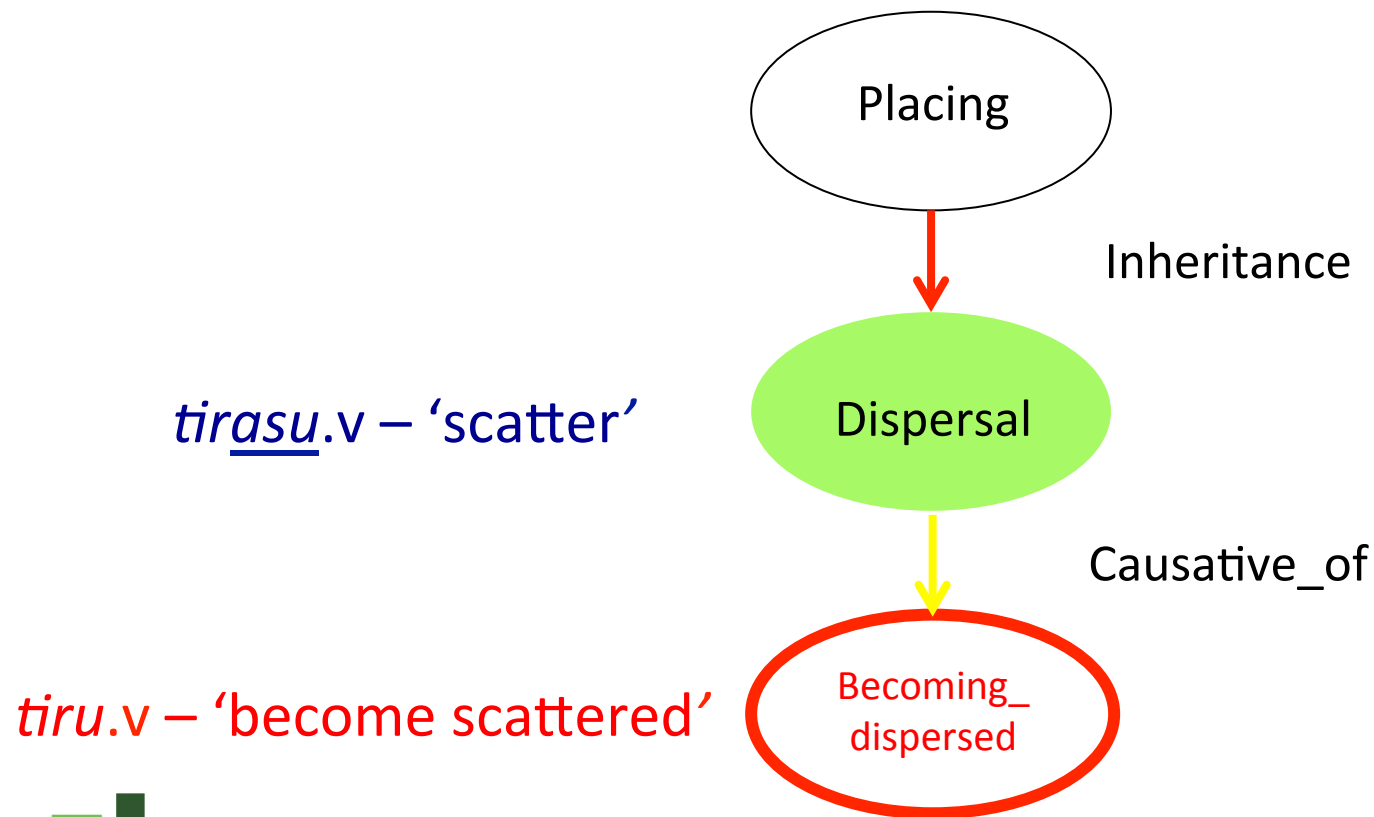 Placing
Inheritance
tirasu.v – ‘scatter’
Dispersal
Causative_of
tiru.v – ‘become scattered’
Becoming_
dispersed